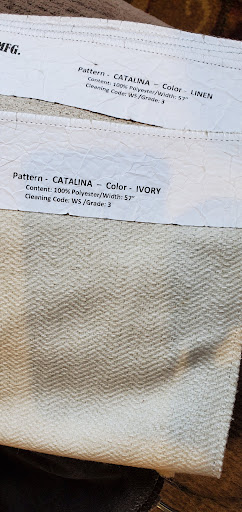 MFG.
Pattern - CATALINA – Color - LINEN
Content: 100% Polyester/Width: 57"
Cleaning Code: WS/Grade: 3
Pattern - CATALINA – Color - IVORY
Content: 100% Polyester/Width: 57"
Cleaning Code: WS /Grade: 3